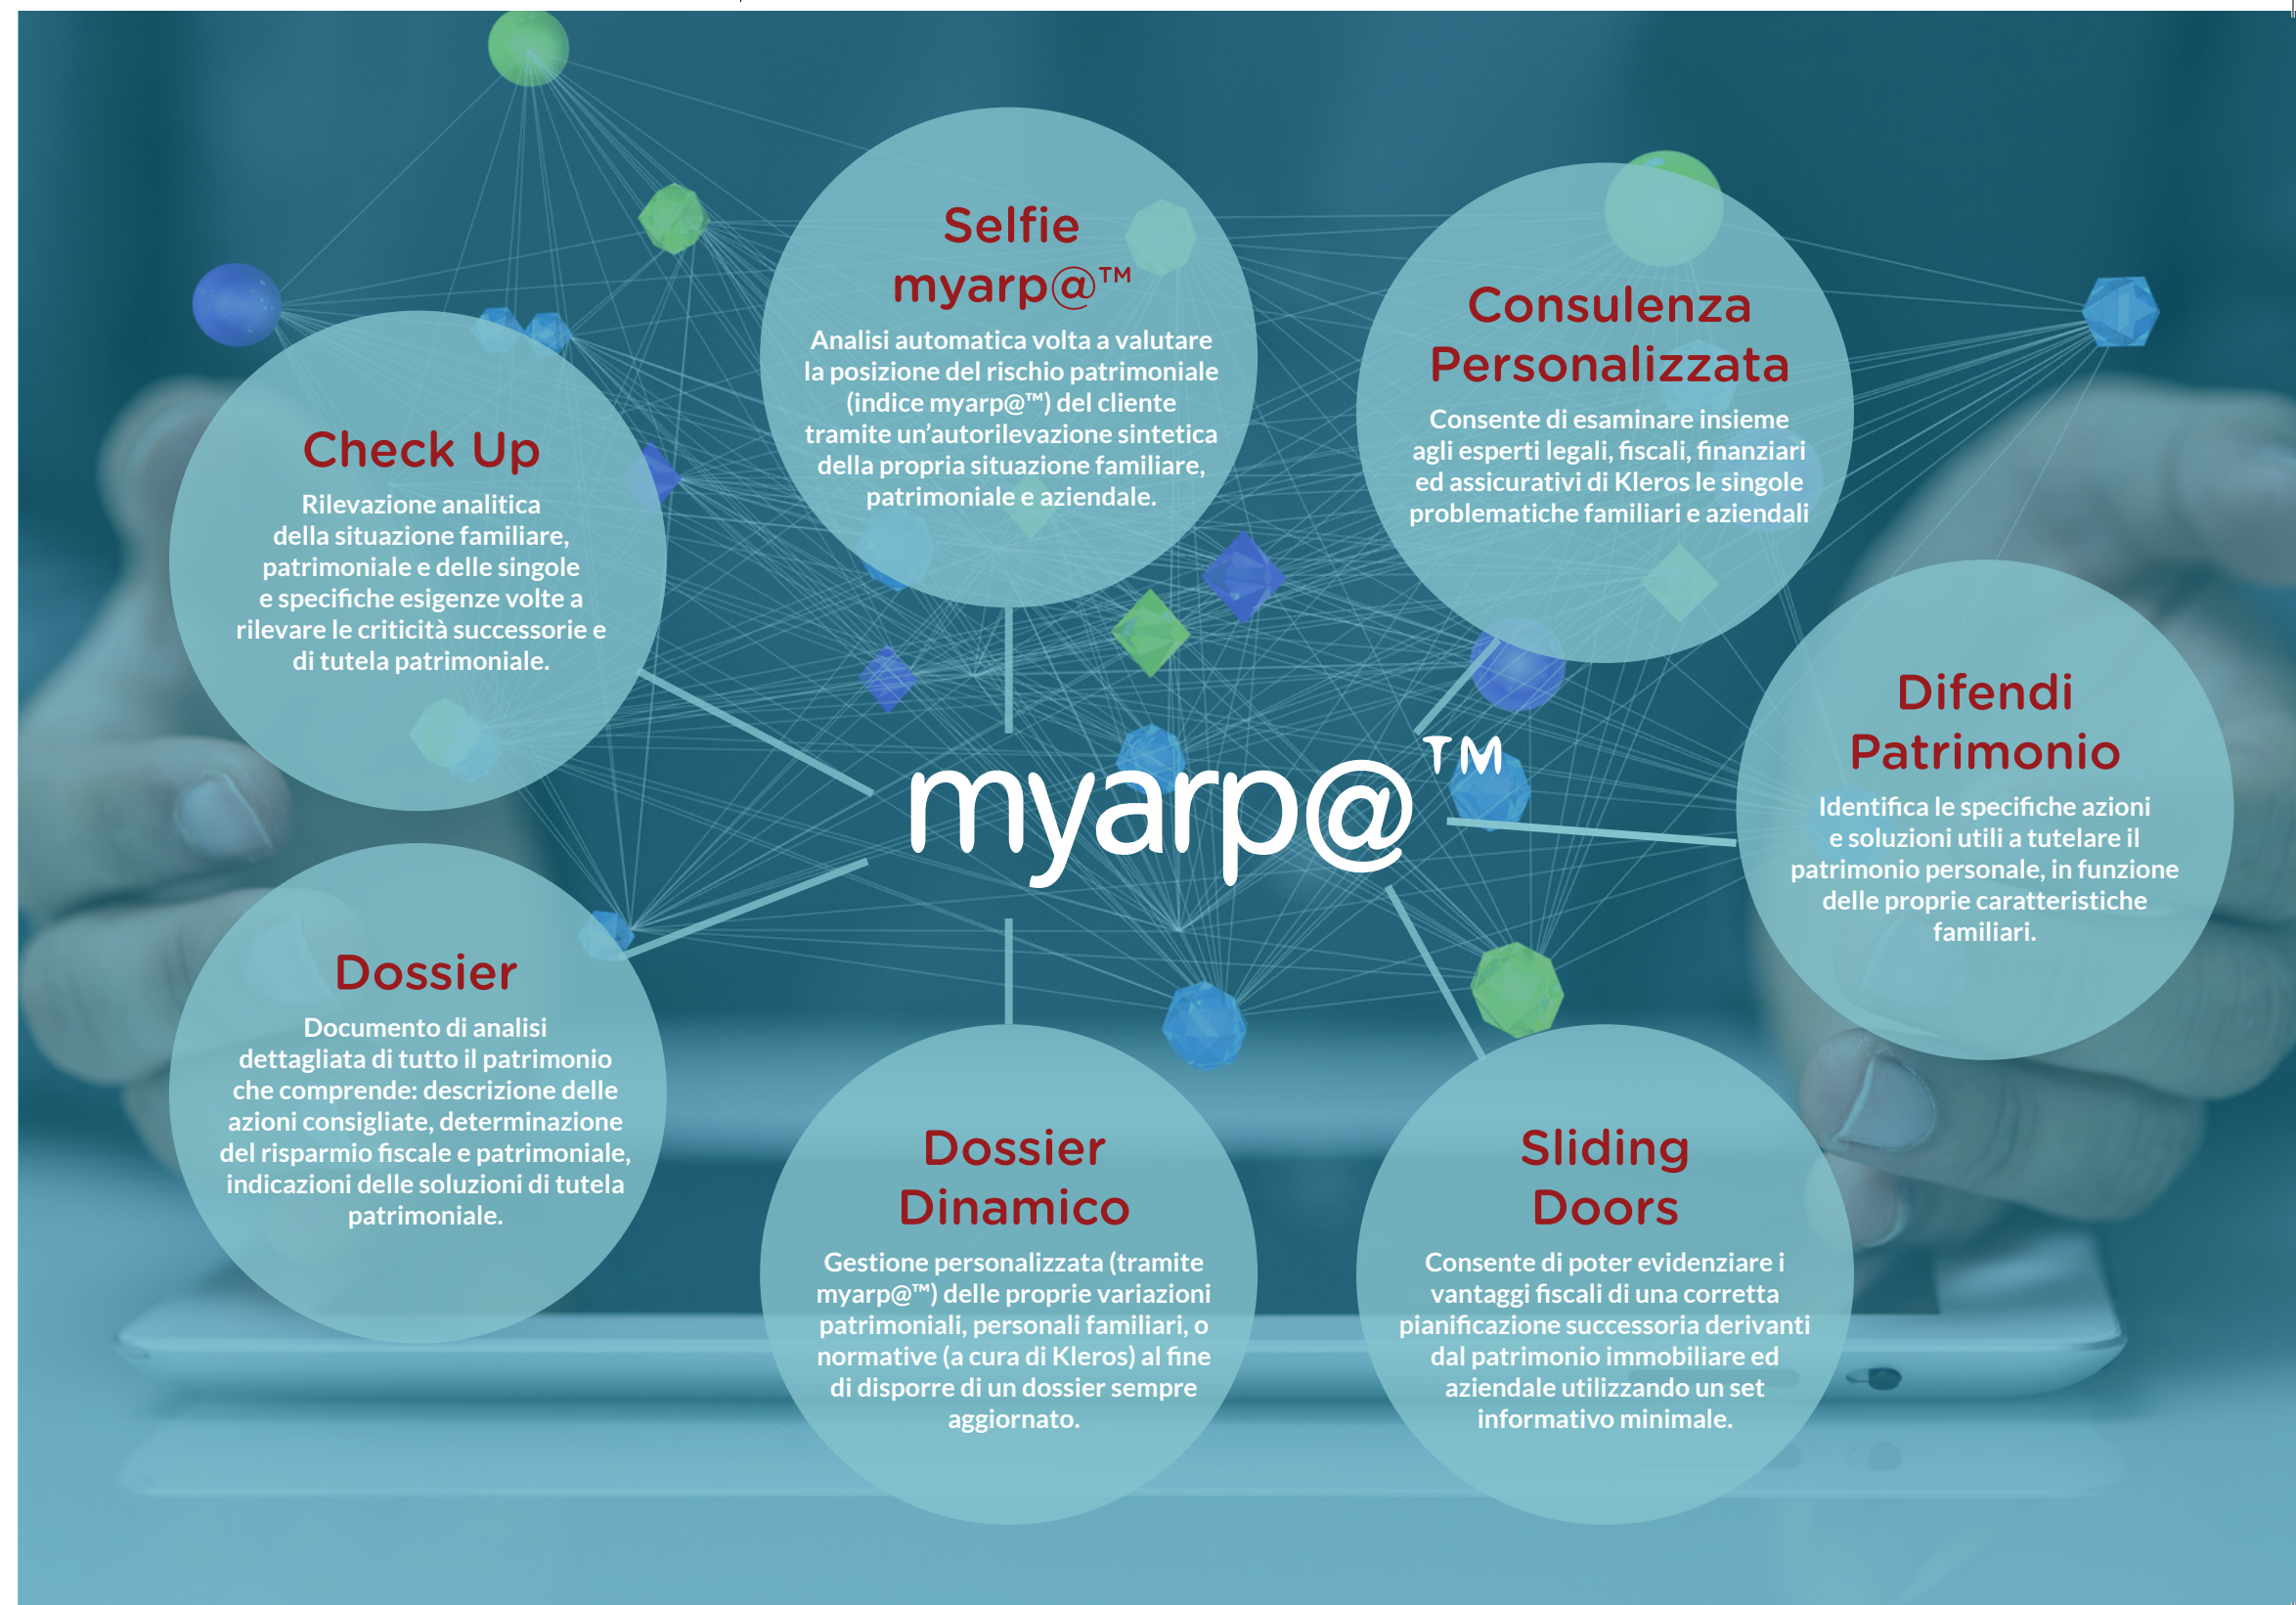 Selfie
myarp@™
Analisi automatica volta a valutare
la posizione del rischio patrimoniale
(indice myarp@™) del cliente
tramite un’autorilevazione sintetica
della propria situazione familiare,
patrimoniale e aziendale.
Consulenza
Personalizzata
Consente di esaminare insieme
agli esperti legali, fiscali, finanziari
ed assicurativi di Kleros le singole
problematiche familiari e aziendali
Check Up
Rilevazione analitica
della situazione familiare,
patrimoniale e delle singole
e specifiche esigenze volte a
rilevare le criticità successorie e
di tutela patrimoniale.
Difendi
Patrimonio
Identifica le specifiche azioni
e soluzioni utili a tutelare il
patrimonio personale, in funzione
delle proprie caratteristiche
familiari.
myarp@™
Dossier
Documento di analisi
dettagliata di tutto il patrimonio
che comprende: descrizione delle
azioni consigliate, determinazione
del risparmio fiscale e patrimoniale,
indicazioni delle soluzioni di tutela
patrimoniale.
Dossier
Dinamico
Gestione personalizzata (tramite
myarp@™) delle proprie variazioni
patrimoniali, personali familiari, o
normative (a cura di Kleros) al fine
di disporre di un dossier sempre
aggiornato.
Sliding
Doors
Consente di poter evidenziare i
vantaggi fiscali di una corretta
pianificazione successoria derivanti
dal patrimonio immobiliare ed
aziendale utilizzando un set
informativo minimale.